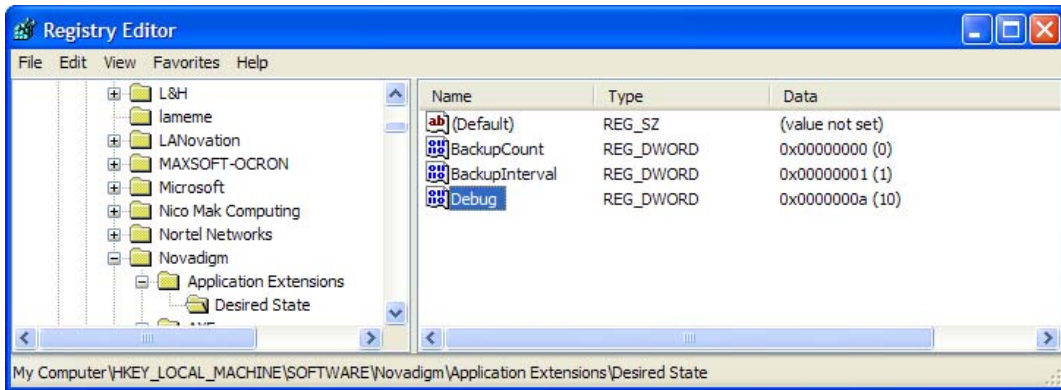 Registry Editor
File Edit View Favorites Help
L&H
lameme
LANovation
MAXSOFT-OCRON
Microsoft
Nico Mak Computing
Nortel Networks
Novadigm
Application Extensions
Desired State
Name Type Data
ab (Default) REG_SZ (value not set)
BackupCount REG_DWORD 0x00000000 (0)
BackupInterval REG_DWORD 0x00000001 (1)
Debug REG_DWORD 0x0000000a (10)
My Computer\HKEY_LOCAL_MACHINE\SOFTWARE\Novadigm\Application Extensions\Desired State